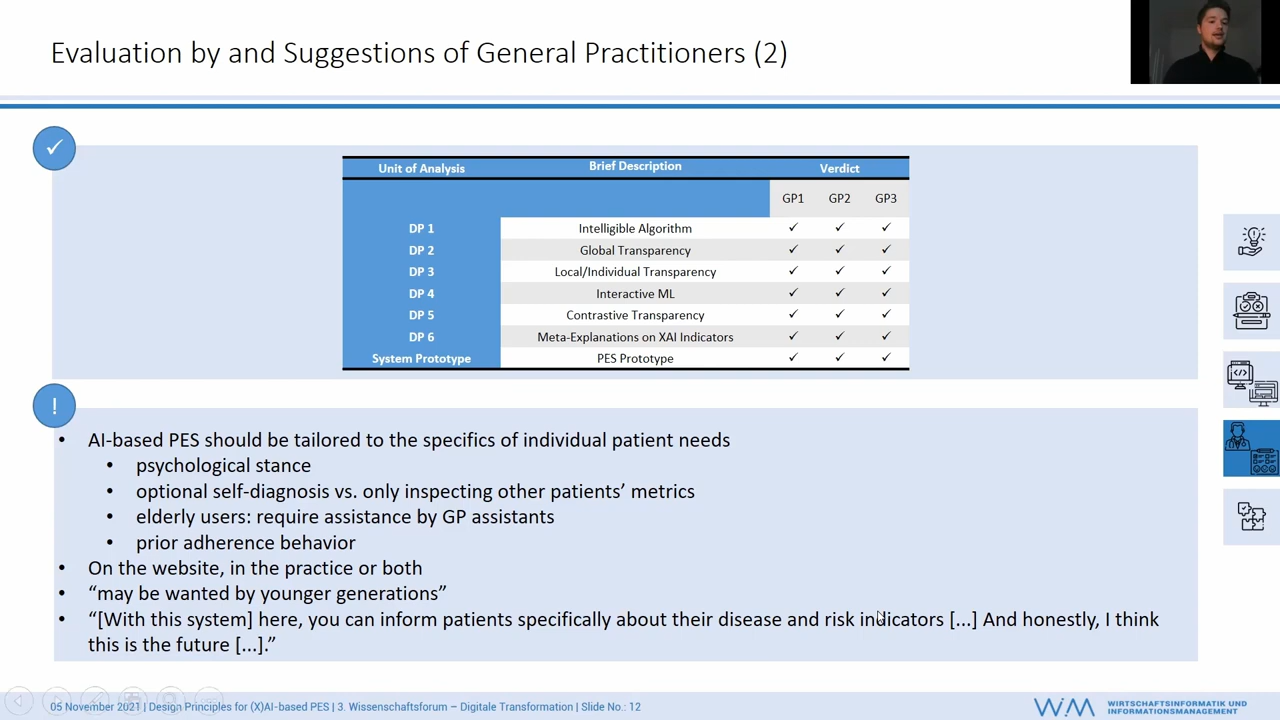 Evaluation by and Suggestions of General Practitioners (2)
✓
Unit of Analysis Brief Description Verdict
GP1 GP2 GP3
DP 1 Intelligible Algorithm ✓ ✓ ✓
DP 2 Global Transparency ✓ ✓ ✓
DP 3 Local/Individual Transparency ✓ ✓ ✓
DP 4 Interactive ML ✓ ✓ ✓
DP 5 Contrastive Transparency ✓ ✓ ✓
DP 6 Meta-Explanations on XAI Indicators ✓ ✓ ✓
System Prototype PES Prototype ✓ ✓ ✓
!
• AI-based PES should be tailored to the specifics of individual patient needs
• psychological stance
• optional self-diagnosis vs. only inspecting other patients’ metrics
• elderly users: require assistance by GP assistants
• prior adherence behavior
• On the website, in the practice or both
• “may be wanted by younger generations”
• “[With this system] here, you can inform patients specifically about their disease and risk indicators [...] And honestly, I think
this is the future [...].”
05 November 2021 | Design Principles for (X)AI-based PES | 3. Wissenschaftsforum – Digitale Transformation | Slide No.: 12
WIM WIRTSCHAFTSINFORMATIK UND
INFORMATIONSMANAGEMENT